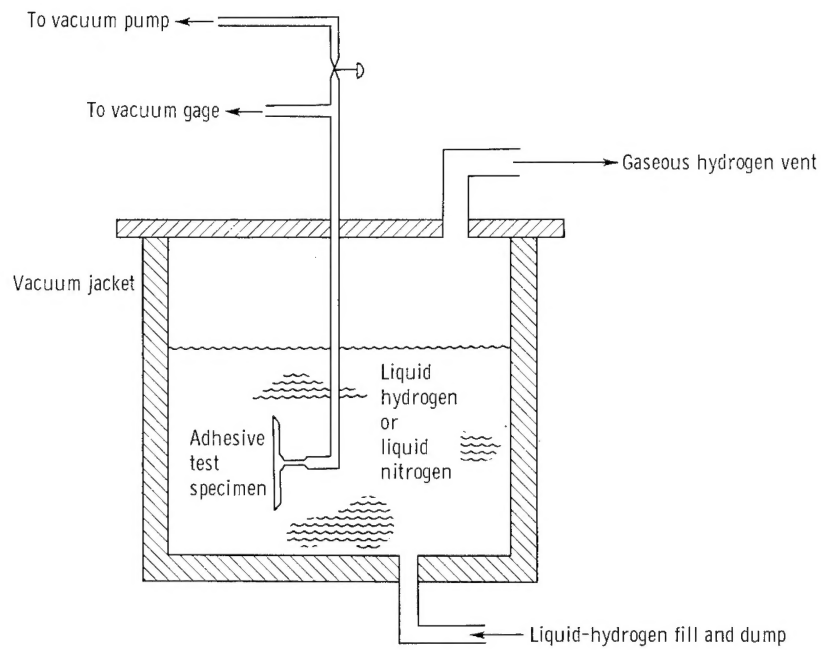 To vacuum pump
To vacuum gage
Gaseous hydrogen vent
Vacuum jacket
Liquid
hydrogen
or
liquid
nitrogen
Adhesive
test
specimen
Liquid-hydrogen fill and dump